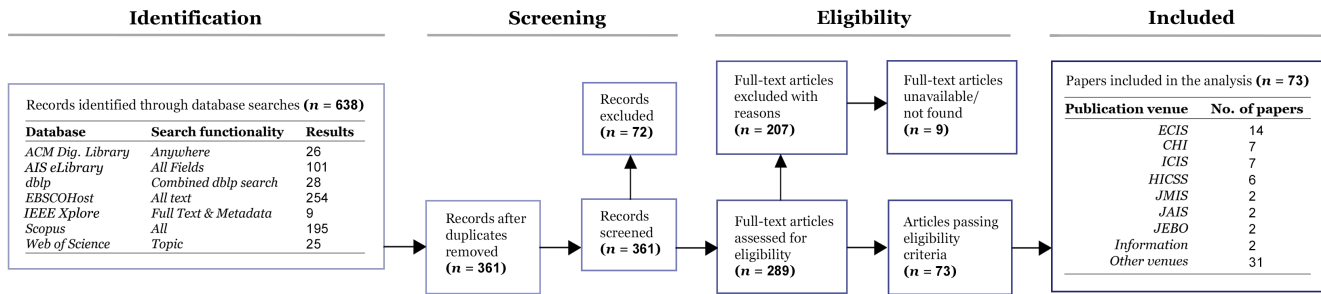 Identification
Screening
Eligibility
Included
Records identified through database searches (n = 638)
Database Search functionality Results
ACM Dig. Library Anywhere 26
AIS eLibrary All Fields 101
dblp Combined dblp search 28
EBSCOHost All text 254
IEEE Xplore Full Text & Metadata 9
Scopus All 195
Web of Science Topic 25
Records after
duplicates
removed
(n = 361)
Records
excluded
(n = 72)
Records
screened
(n = 361)
Full-text articles
excluded with
reasons
(n = 207)
Full-text articles
unavailable/
not found
(n = 9)
Full-text articles
assessed for
eligibility
(n = 289)
Articles passing
eligibility
criteria
(n = 73)
Papers included in the analysis (n = 73)
Publication venue No. of papers
ECIS 14
CHI 7
ICIS 7
HICSS 6
JMIS 2
JAIS 2
JEBO 2
Information 2
Other venues 31